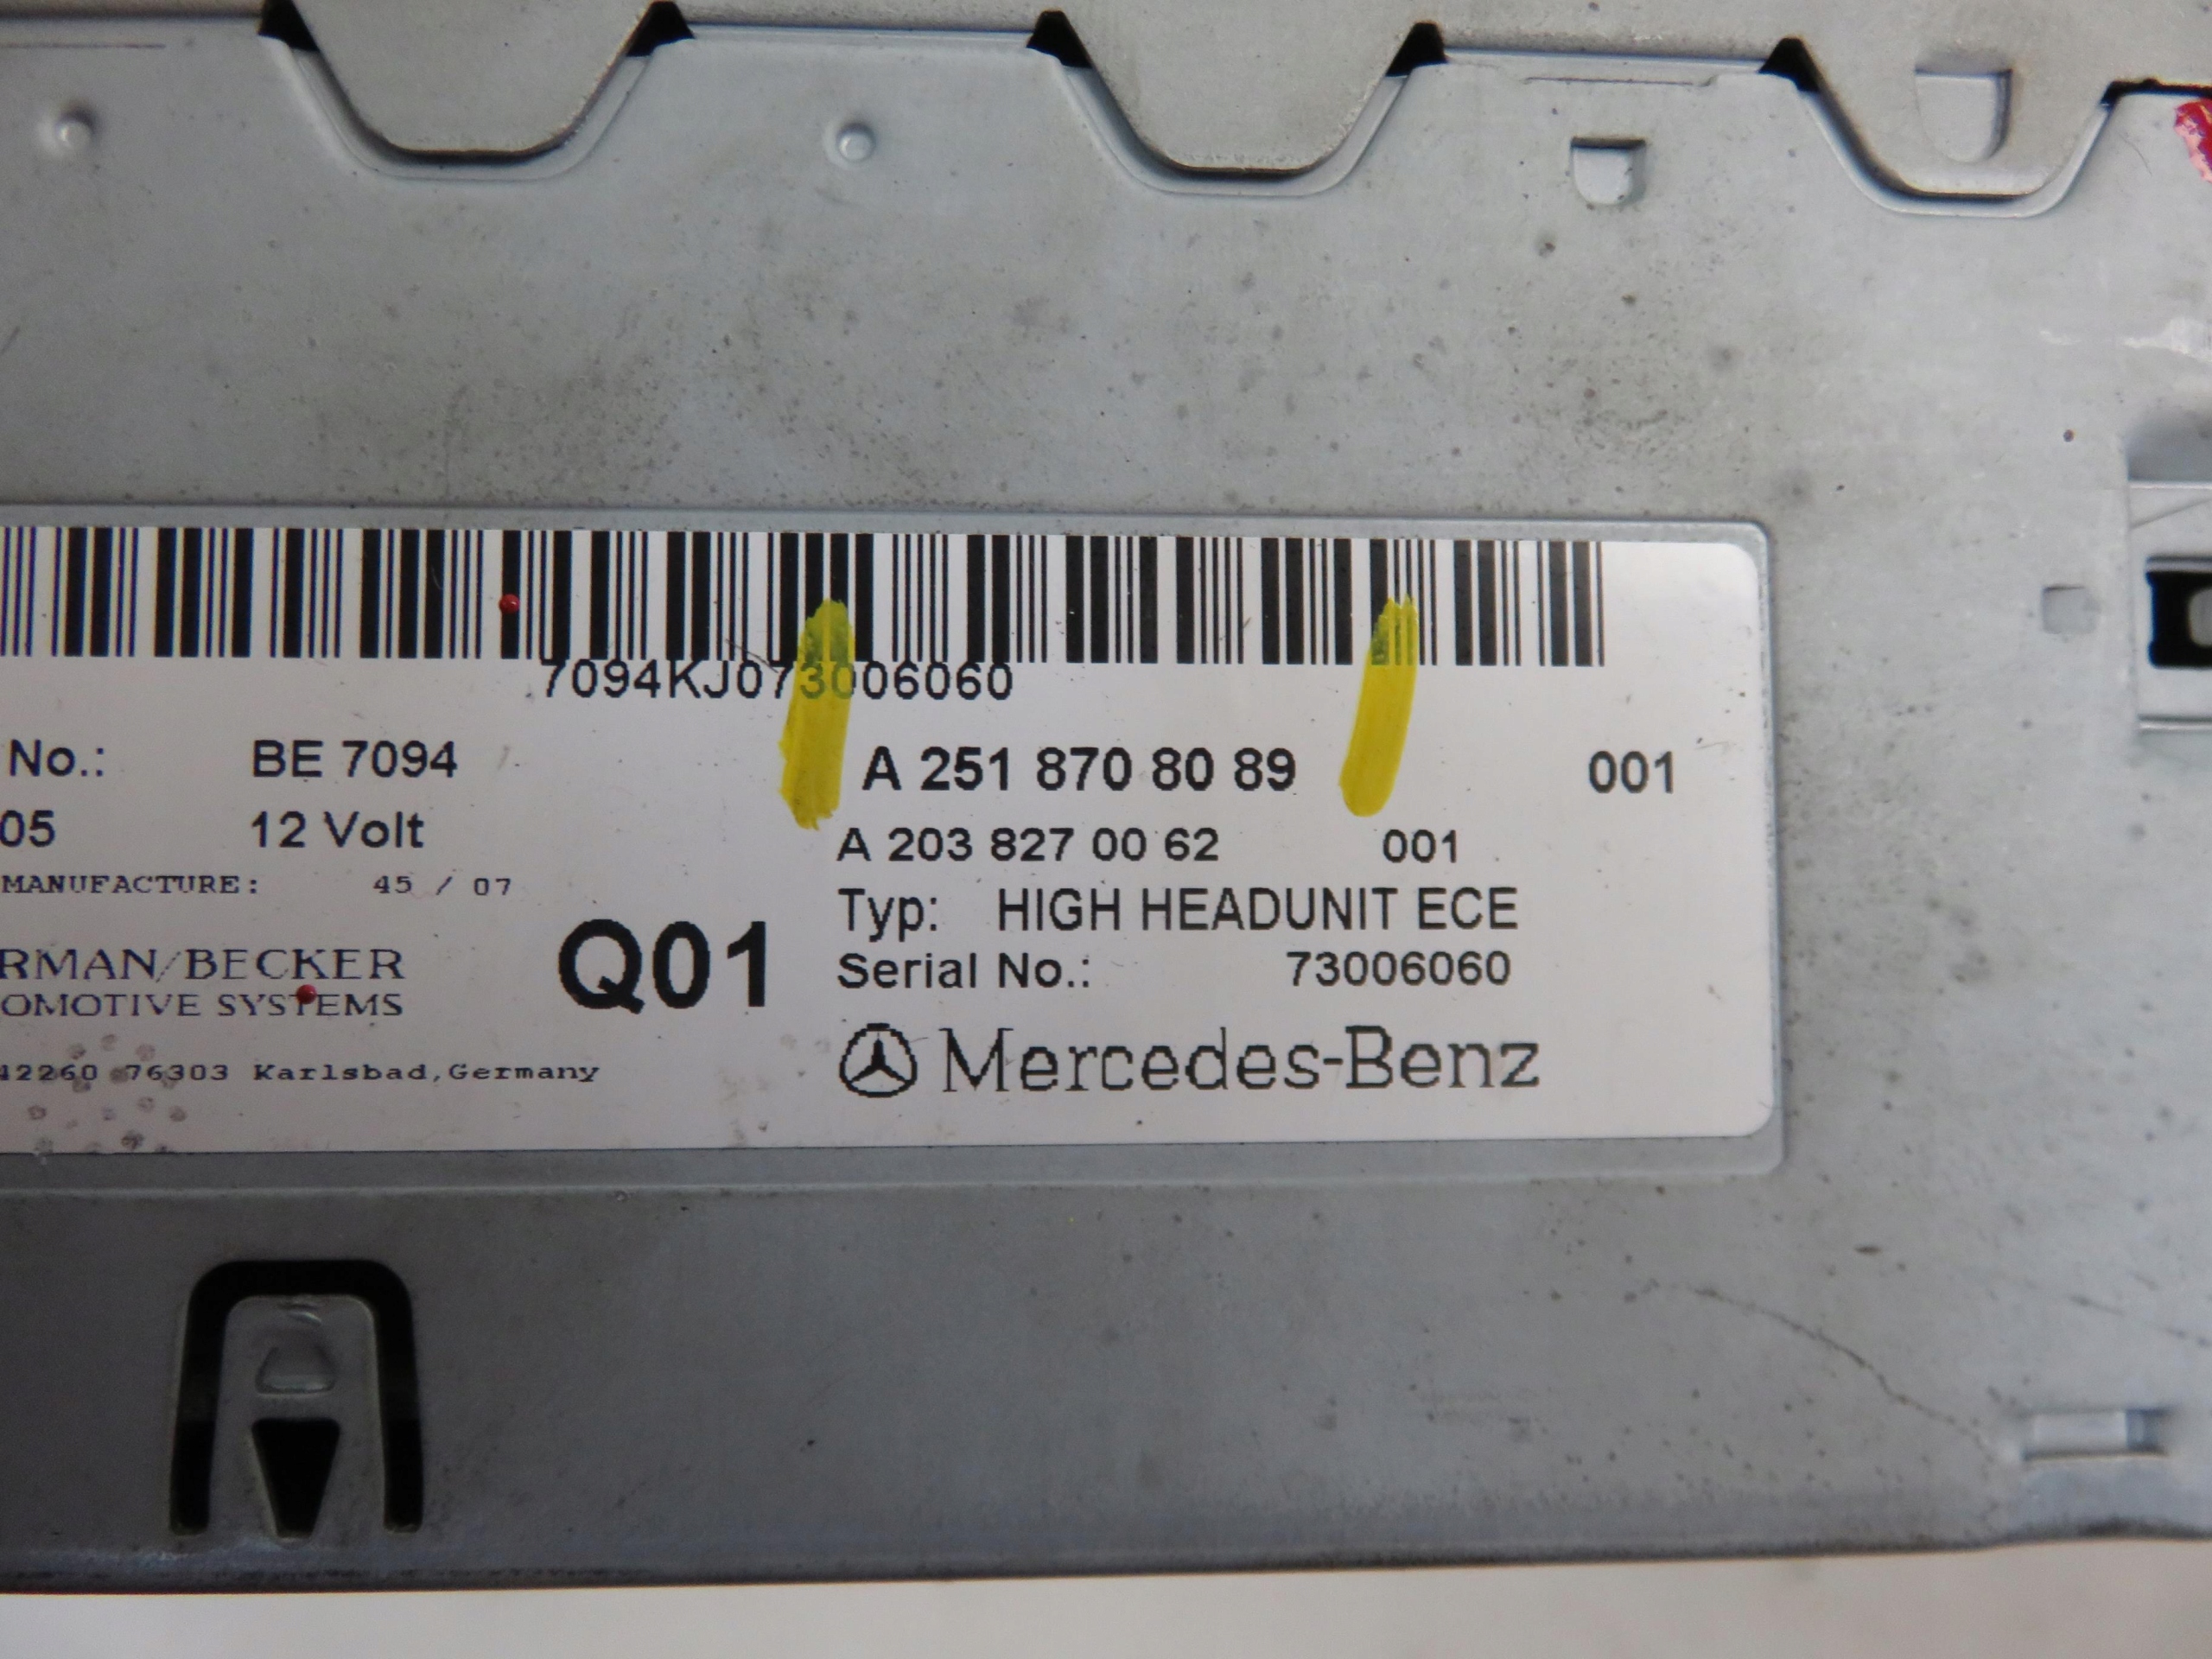 7094KJ073006060
No.: BE 7094 A 251 870 80 89 001
05 12 Volt A 203 827 00 62 001
MANUFACTURE: 45 / 07
Typ: HIGH HEADUNIT ECE
RMAN/BECKER
OMOTIVE SYSTEMS
Q01
Serial No.: 73006060
42260 76303 Karlsbad,Germany
Mercedes-Benz